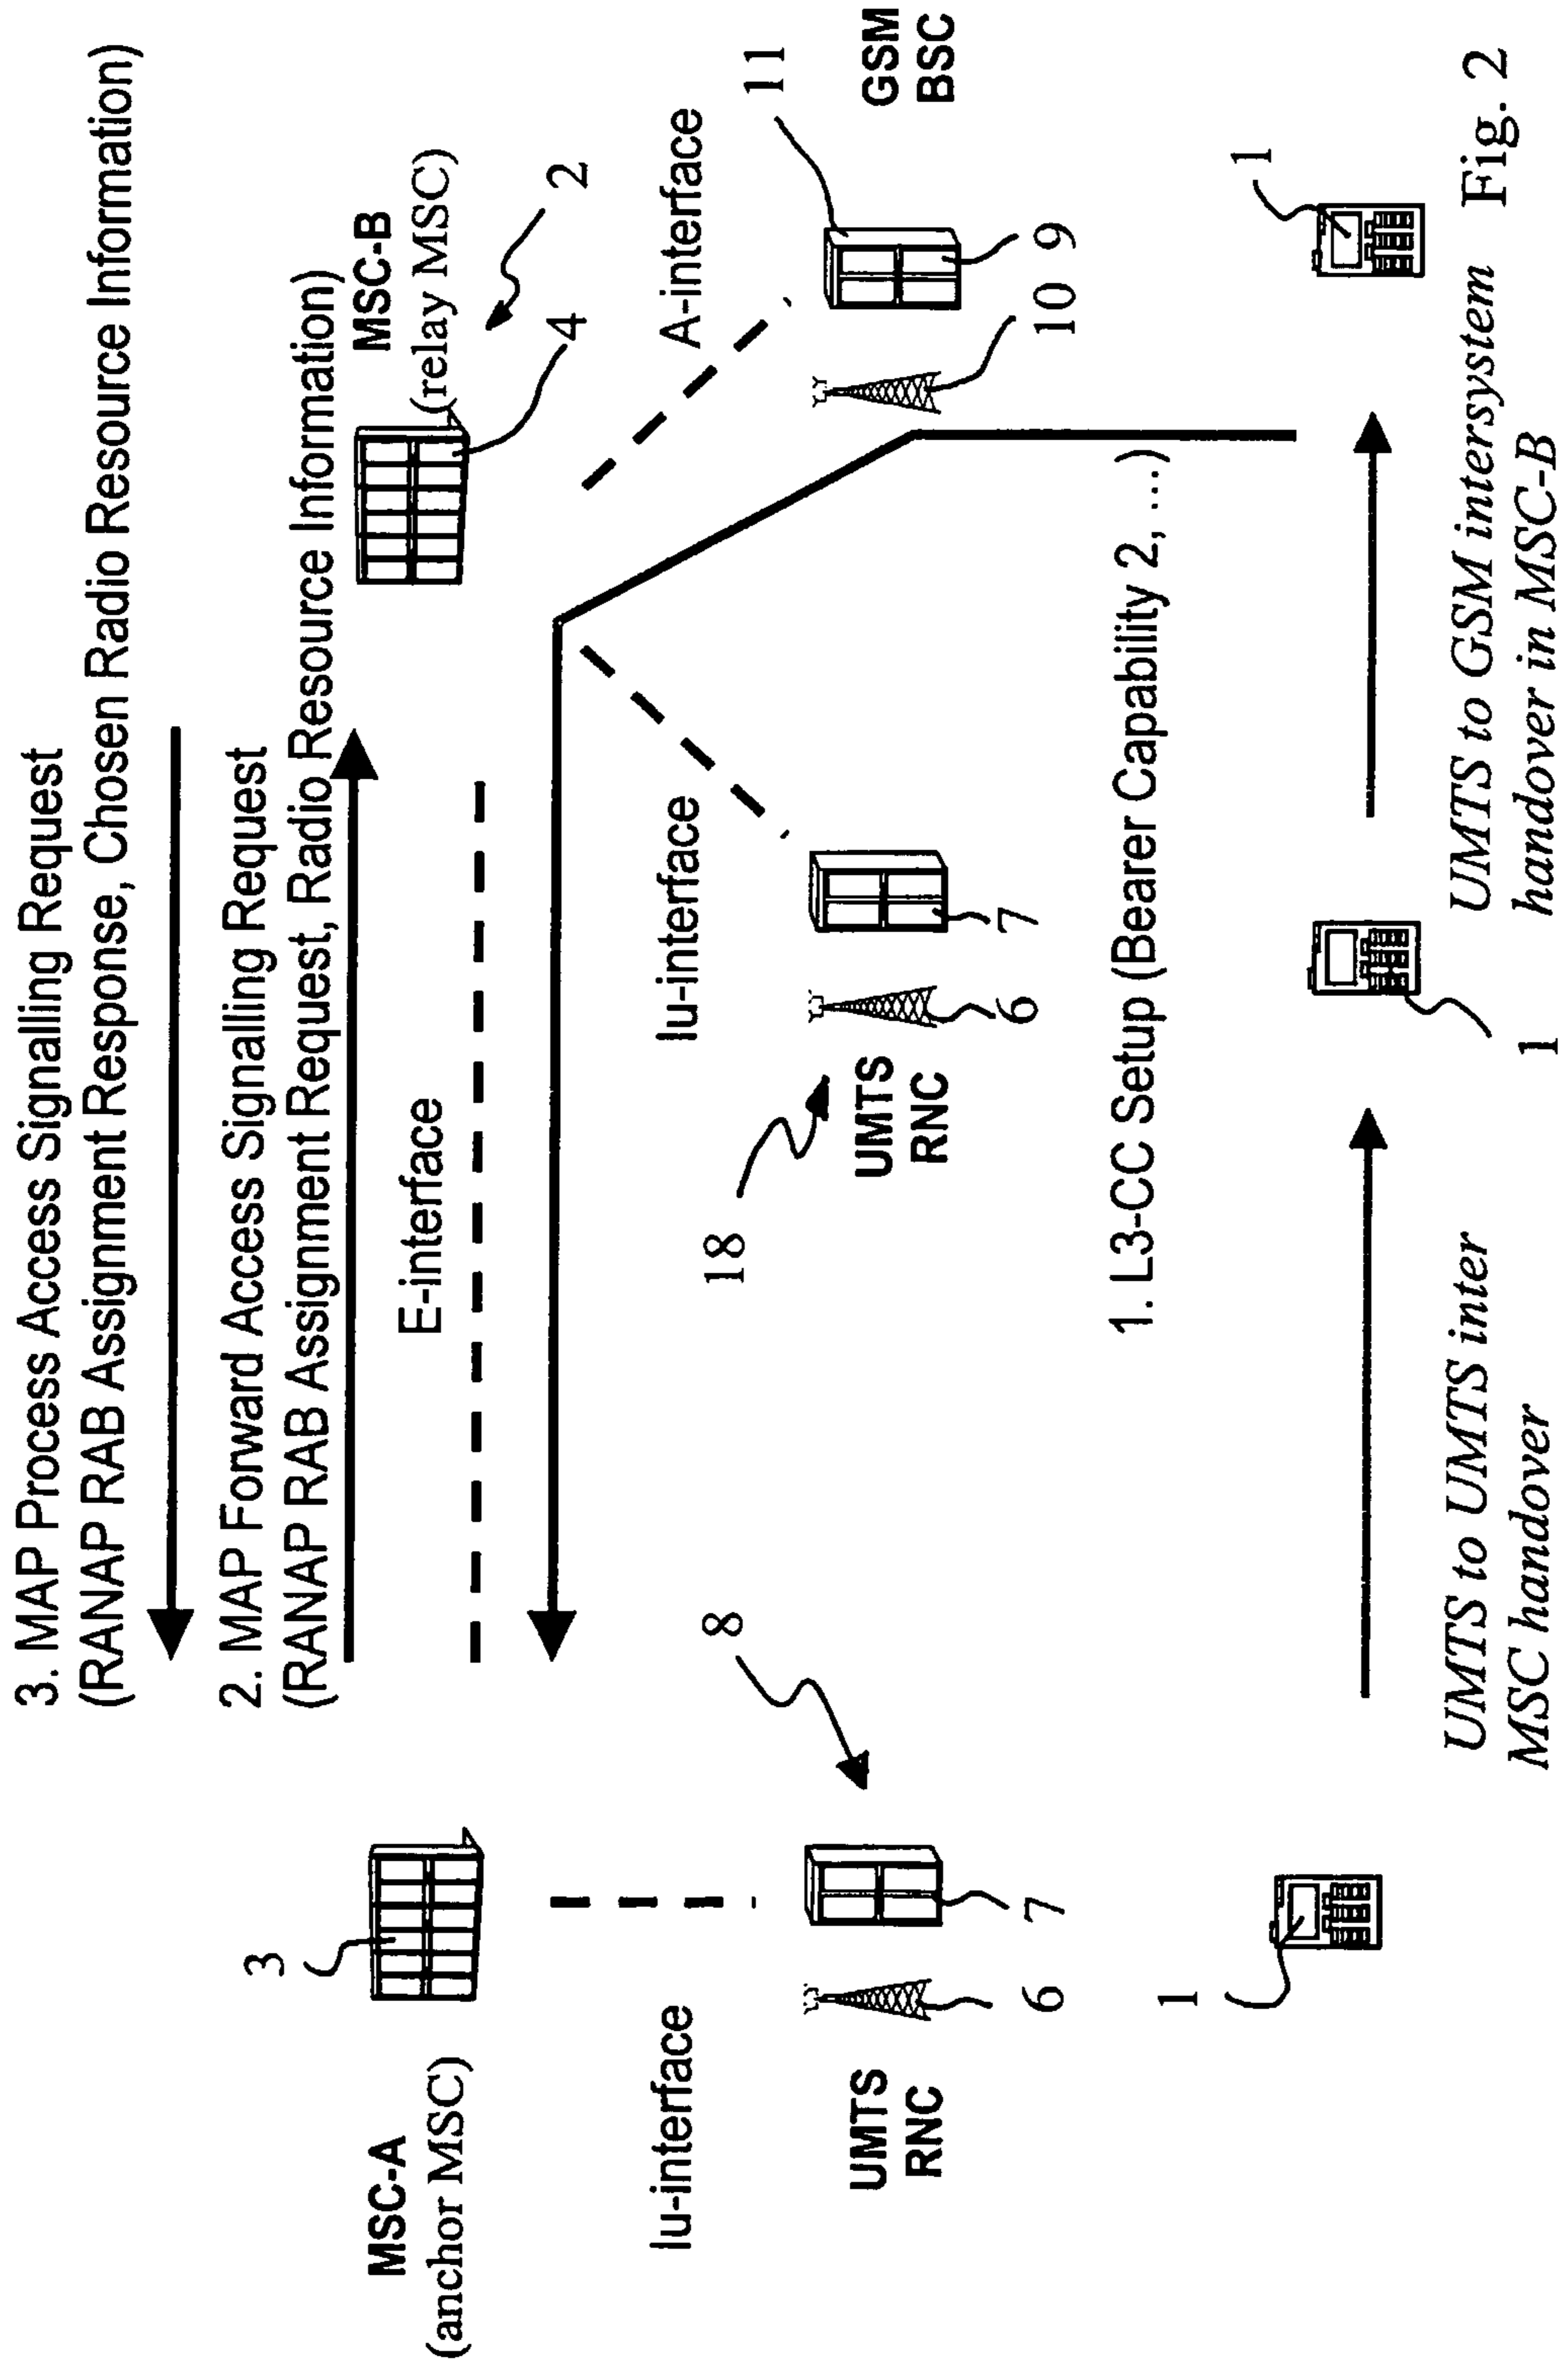 3. MAP Process Access Signalling Request
(RANAP RAB Assignment Response, Chosen Radio Resource Information)
2. MAP Forward Access Signalling Request
(RANAP RAB Assignment Request, Radio Resource Information)
3
MSC-A
(anchor MSC)
E-interface
MSC-B
(relay MSC)
2
4
Iu-interface
8
18
Iu-interface
A-interface
11
UMTS
RNC
6
7
UMTS
RNC
6
7
10
9
GSM
BSC
1. L3-CC Setup (Bearer Capability 2, ...)
1
1
1
UMTS to UMTS inter
MSC handover
UMTS to GSM intersystem
handover in MSC-B
Fig. 2